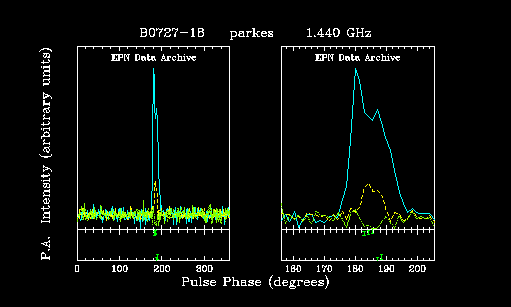 B0727-18 parkes 1.440 GHz
EPN Data Archive EPN Data Archive
P.A. Intensity (arbitrary units)
0 100 200 300 160 170 180 190 200
Pulse Phase (degrees)